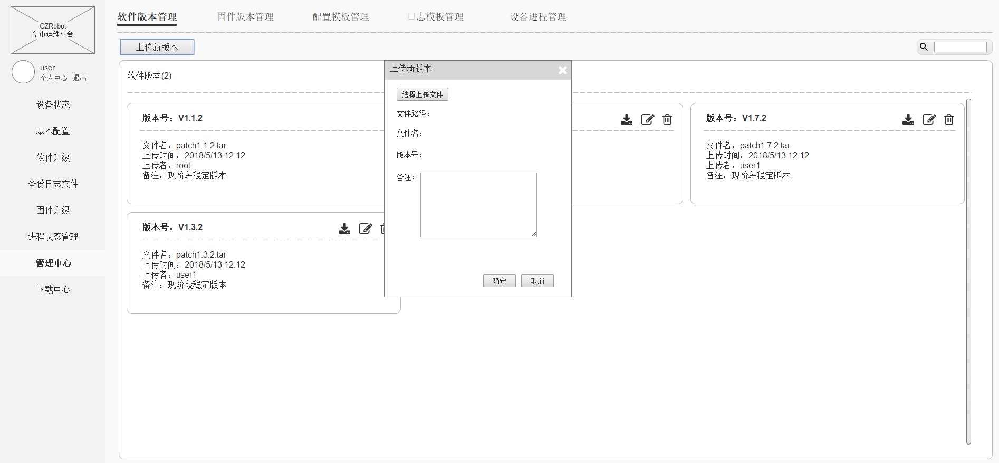 GZRobot
集中运维平台
user
个人中心 退出
设备状态
基本配置
软件升级
备份日志文件
固件升级
进程状态管理
管理中心
下载中心
软件版本管理 固件版本管理 配置模板管理 日志模板管理 设备进程管理
上传新版本
软件版本(2)
版本号：V1.1.2
文件名：patch1.1.2.tar
上传时间：2018/5/13 12:12
上传者：root
备注：现阶段稳定版本
版本号：V1.7.2
文件名：patch1.7.2.tar
上传时间：2018/5/13 12:12
上传者：user1
备注：现阶段稳定版本
版本号：V1.3.2
文件名：patch1.3.2.tar
上传时间：2018/5/13 12:12
上传者：user1
备注：现阶段稳定版本
上传新版本
选择上传文件
文件路径：
文件名：
版本号：
备注：
确定 取消